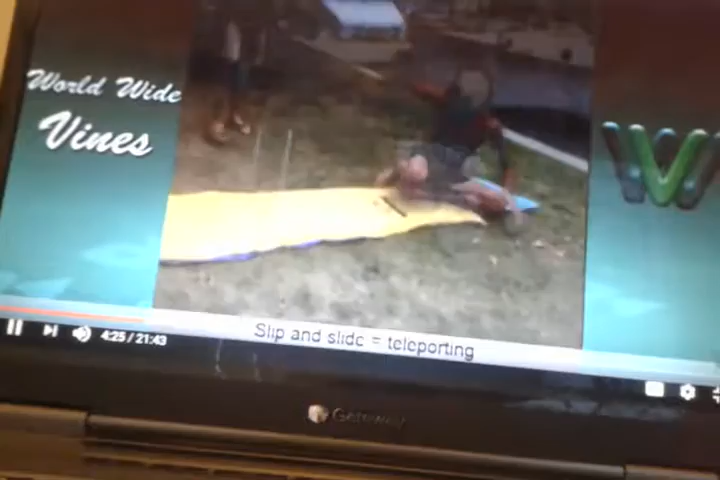 World Wide
Vines
W
Slip and slide = teleporting
4:25 / 21:43
Gateway